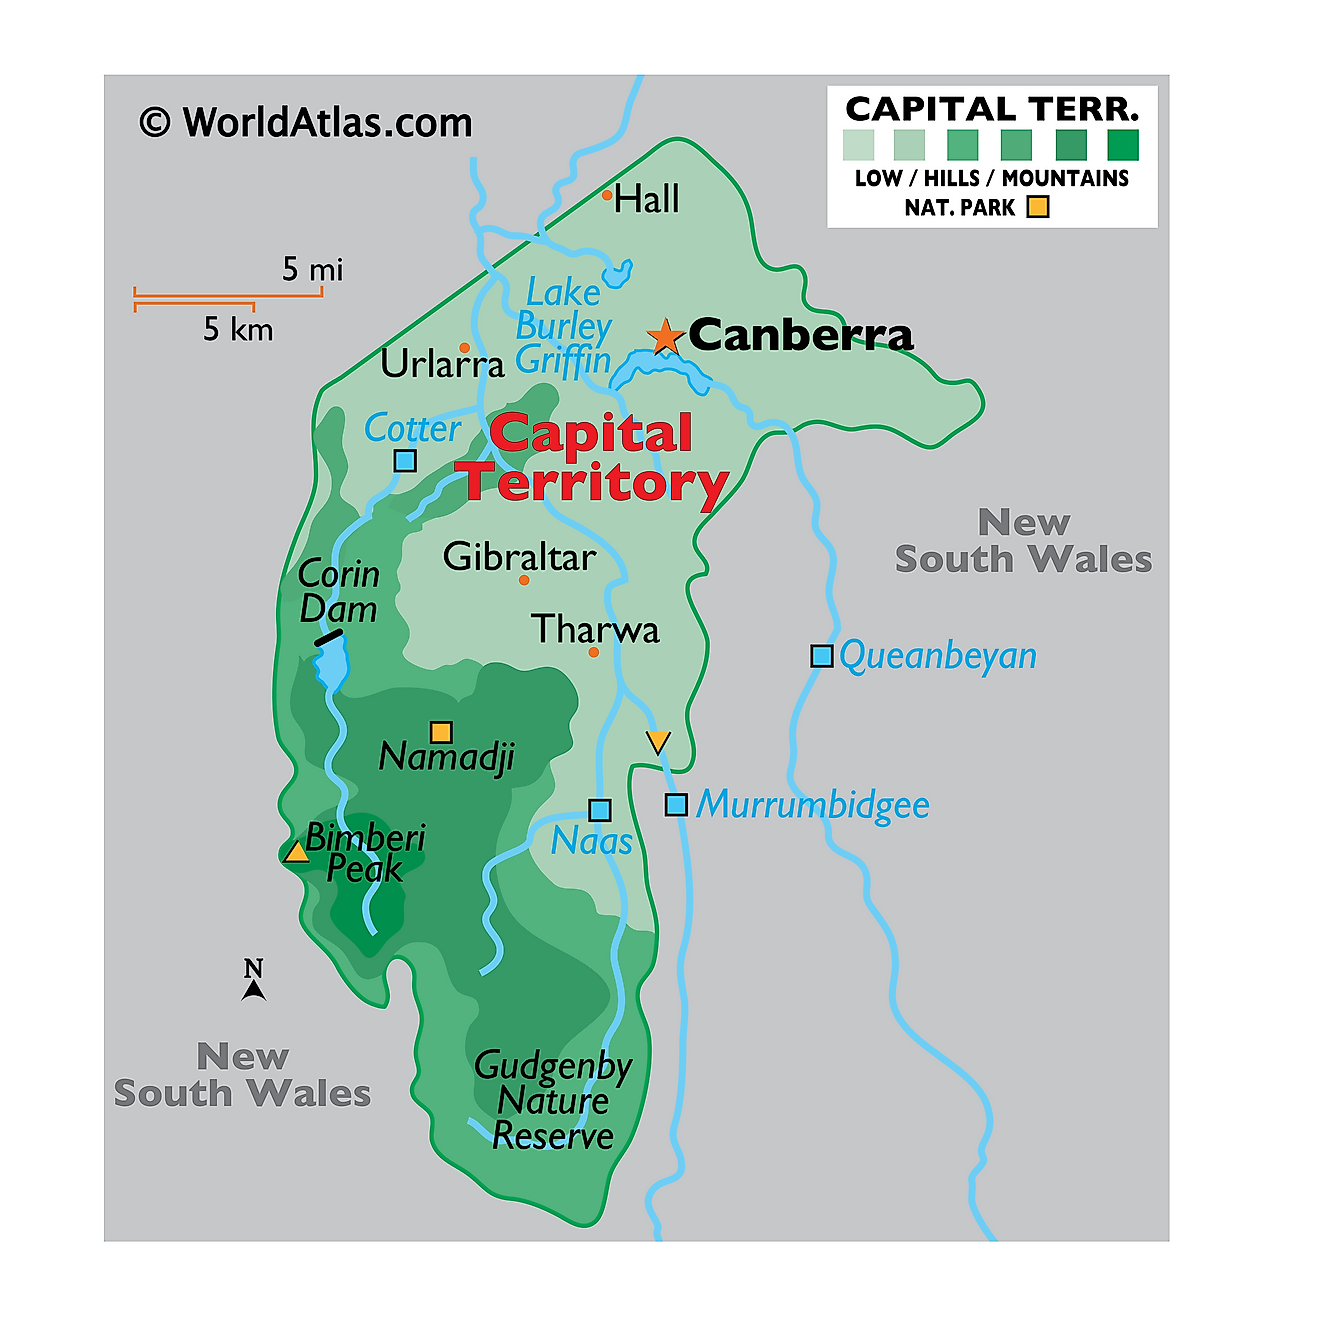 © WorldAtlas.com
CAPITAL TERR.
LOW / HILLS / MOUNTAINS
NAT. PARK
Hall
5 mi
5 km
Lake
Burley
Griffin
Canberra
Urlarra
Cotter
Capital
Territory
New
South Wales
Gibraltar
Corin
Dam
Tharwa
Queanbeyan
Namadji
Murrumbidgee
Bimberi
Peak
Naas
N
New
South Wales
Gudgenby
Nature
Reserve